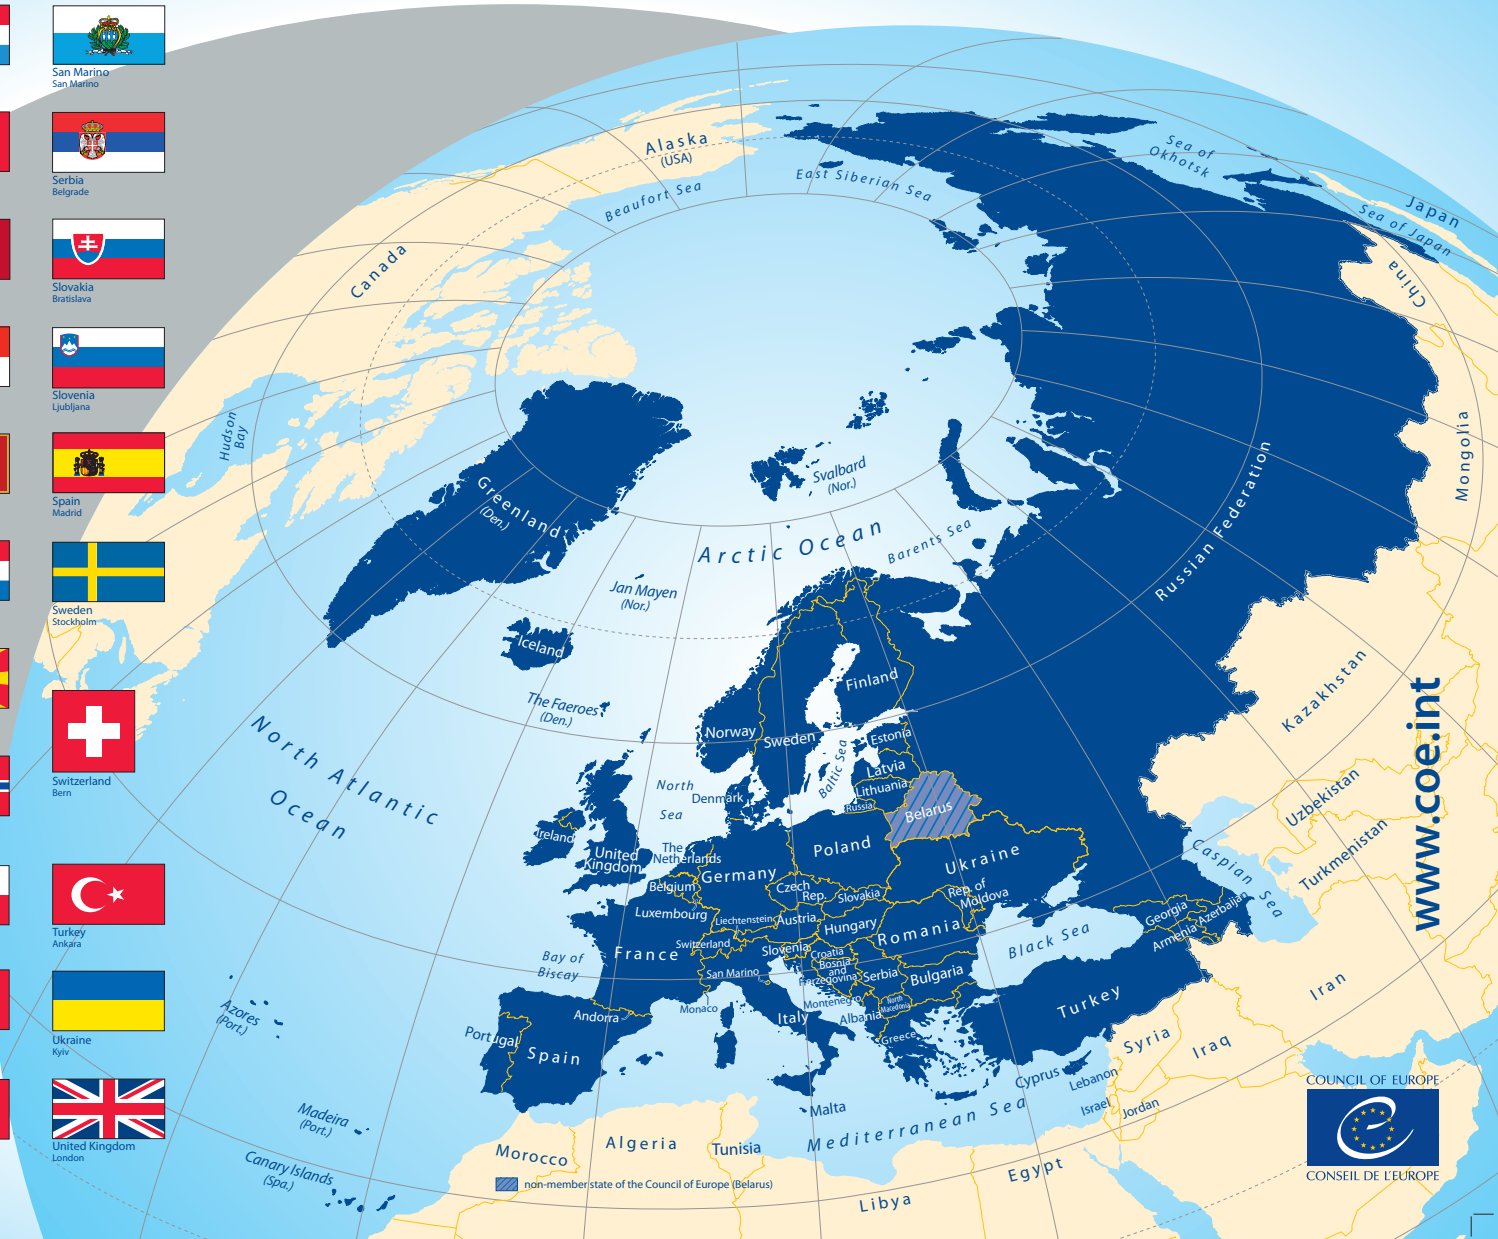 San Marino
San Marino
Serbia
Belgrade
Slovakia
Bratislava
Slovenia
Ljubljana
Spain
Madrid
Sweden
Stockholm
Switzerland
Bern
Turkey
Ankara
Ukraine
Kyiv
United Kingdom
London
Alaska
(USA)
Beaufort Sea
East Siberian Sea
Sea of
Okhotsk
Japan
Sea of Japan
China
Canada
Hudson
Bay
Mongolia
Greenland
(Den.)
Svalbard
(Nor.)
Arctic Ocean
Barents Sea
Russian Federation
Jan Mayen
(Nor.)
Iceland
The Faeroes
(Den.)
Kazakhstan
North Atlantic
Ocean
Norway
Sweden
Finland
Estonia
Latvia
Lithuania
Russia
Baltic Sea
Belarus
North
Sea
Denmark
Ireland
United
Kingdom
The
Netherlands
Belgium
Luxembourg
Germany
Poland
Ukraine
Czech
Rep.
Slovakia
Rep. of
Moldova
Liechtenstein
Austria
Hungary
Romania
Switzerland
Slovenia
Croatia
Bosnia
and
Herzegovina
Serbia
Bulgaria
France
Bay of
Biscay
San Marino
Monaco
Montenegro
North
Macedonia
Albania
Italy
Greece
Andorra
Portugal
Spain
Black Sea
Georgia
Armenia
Azerbaijan
Caspian Sea
Uzbekistan
Turkmenistan
Turkey
Iran
Syria
Iraq
Cyprus
Lebanon
Israel
Jordan
Malta
Mediterranean Sea
Azores
(Port.)
Madeira
(Port.)
Canary Islands
(Spa.)
Morocco
Algeria
Tunisia
Libya
Egypt
non-member state of the Council of Europe (Belarus)
www.coe.int
COUNCIL OF EUROPE
CONSEIL DE L'EUROPE